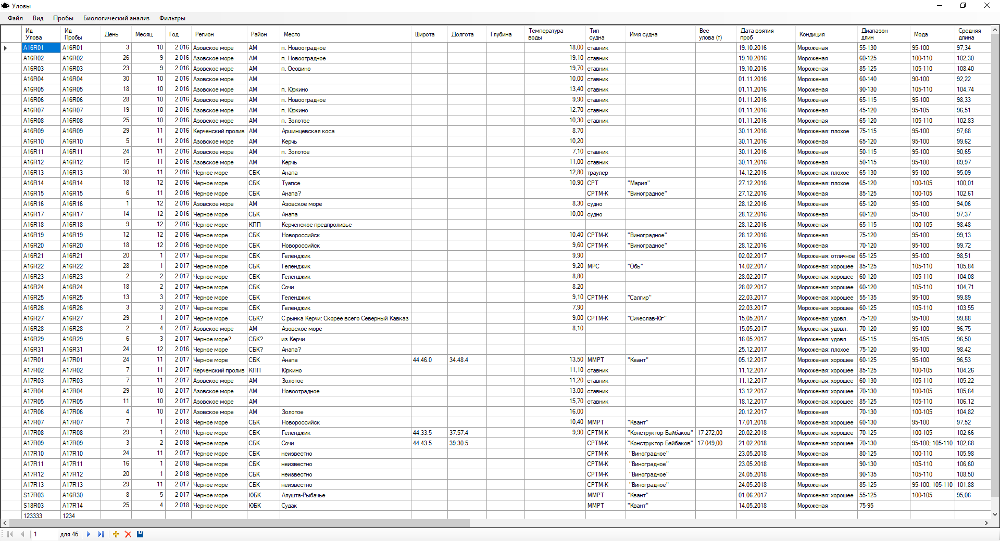 Уловы
Файл Вид Пробы Биологический анализ Фильтры
Ид Улова Ид Пробы День Месяц Год Регион Район Место Широта Долгота Глубина Температура воды Тип судна Имя судна Вес улова (т) Дата взятия проб Кондиция Диапазон длин Мода Средняя длина
A16R01 A16R01 3 10 2 016 Азовское море АМ п. Новоотрадное 18,00 ставник 19.10.2016 Мороженая 55-130 95-100 97,34
A16R02 A16R02 26 9 2 016 Азовское море АМ п. Новоотрадное 19,10 ставник 19.10.2016 Мороженая 60-125 100-110 102,30
A16R03 A16R03 23 9 2 016 Азовское море АМ п. Осовино 19,70 ставник 19.10.2016 Мороженая 85-125 105-110 108,40
A16R04 A16R04 30 10 2 016 Азовское море АМ 10,00 ставник 01.11.2016 Мороженая 60-140 90-100 92,22
A16R05 A16R05 18 10 2 016 Азовское море АМ п. Юркино 13,40 ставник 01.11.2016 Мороженая 90-130 105-110 104,74
A16R06 A16R06 28 10 2 016 Азовское море АМ п. Новоотрадное 9,90 ставник 01.11.2016 Мороженая 65-115 95-100 98,33
A16R07 A16R07 19 10 2 016 Азовское море АМ п. Юркино 12,70 ставник 01.11.2016 Мороженая 45-120 95-105 96,51
A16R08 A16R08 25 10 2 016 Азовское море АМ п. Золотое 10,30 ставник 01.11.2016 Мороженая 65-120 105-110 102,83
A16R09 A16R09 29 11 2 016 Керченский пролив АМ Аршинцевская коса 8,70 30.11.2016 Мороженая: плохое 75-115 95-100 97,68
A16R10 A16R10 5 11 2 016 Азовское море АМ Керчь 10,20 30.11.2016 Мороженая 65-120 95-100 99,62
A16R11 A16R11 24 11 2 016 Азовское море АМ п. Золотое 7,10 ставник 30.11.2016 Мороженая 50-115 95-100 90,65
A16R12 A16R12 15 11 2 016 Азовское море АМ Керчь 11,00 ставник 30.11.2016 Мороженая 50-115 95-100 89,97
A16R13 A16R13 30 11 2 016 Черное море СБК Анапа 12,80 траулер 14.12.2016 Мороженая: плохое 65-130 95-100 95,09
A16R14 A16R14 18 12 2 016 Черное море СБК Туапсе 10,90 СРТ "Мария" 27.12.2016 Мороженая: плохое 65-120 100-105 100,01
A16R15 A16R15 6 11 2 016 Черное море СБК Анапа? СРТМ-К "Виноградное" 27.12.2016 Мороженая 85-125 100-105 102,61
A16R16 A16R16 1 12 2 016 Азовское море АМ Азовское море 8,30 судно 28.12.2016 Мороженая 65-120 95-100 94,06
A16R17 A16R17 14 12 2 016 Черное море СБК Анапа 10,00 судно 28.12.2016 Мороженая 60-120 95-100 97,37
A16R18 A16R18 9 12 2 016 Черное море КПП Керченское предпроливье 28.12.2016 Мороженая 65-115 100-105 98,48
A16R19 A16R19 12 12 2 016 Черное море СБК Новороссийск 10,40 СРТМ-К "Виноградное" 28.12.2016 Мороженая 75-120 95-100 99,13
A16R20 A16R20 18 12 2 016 Черное море СБК Новороссийск 9,60 СРТМ-К "Виноградное" 28.12.2016 Мороженая 70-120 95-100 99,72
A16R21 A16R21 20 1 2 017 Черное море СБК Геленджик 9,90 02.02.2017 Мороженая: отличное 65-125 95-100 98,51
A16R22 A16R22 28 1 2 017 Черное море СБК Геленджик 9,20 МРС "Обь" 14.02.2017 Мороженая: хорошее 85-125 105-110 105,84
A16R23 A16R23 2 2 2 017 Черное море СБК Геленджик 8,80 28.02.2017 Мороженая: хорошее 60-120 105-110 104,08
A16R24 A16R24 18 2 2 017 Черное море СБК Сочи 8,20 28.02.2017 Мороженая: хорошее 60-120 105-110 104,71
A16R25 A16R25 13 3 2 017 Черное море СБК Геленджик 9,10 СРТМ-К "Салгир" 22.03.2017 Мороженая: хорошее 55-135 95-100 99,89
A16R26 A16R26 3 3 2 017 Черное море СБК Геленджик 7,90 22.03.2017 Мороженая: хорошее 60-125 105-110 103,55
A16R27 A16R27 29 1 2 017 Черное море СБК? С рынка Керчи: Скорее всего Северный Кавказ 9,00 СРТМ-К "Сичеслав-Юг" 15.05.2017 Мороженая: удовл. 75-120 95-100 99,88
A16R28 A16R28 2 4 2 017 Азовское море АМ Азовское море 8,10 15.05.2017 Мороженая: удовл. 70-120 95-100 96,75
A16R29 A16R29 6 3 2 017 Черное море? СБК? из Керчи 16.05.2017 Мороженая: удовл. 65-115 95-105 96,50
A16R31 A16R31 24 12 2 016 Черное море СБК? Анапа? 25.12.2017 Мороженая: плохое 75-120 95-100 98,42
A17R01 A17R01 24 11 2 017 Черное море СБК Анапа 44.46.0 34.48.4 13,50 ММРТ "Квант" 05.12.2017 Мороженая: хорошее 60-125 95-100 96,53
A17R02 A17R02 7 11 2 017 Керченский пролив КПП Юркино 11,10 ставник 11.12.2017 Мороженая: хорошее 85-125 100-105 104,26
A17R03 A17R03 7 11 2 017 Азовское море АМ Золотое 11,20 ставник 11.12.2017 Мороженая: хорошее 60-130 105-110 105,22
A17R04 A17R04 29 10 2 017 Азовское море АМ Новоотрадное 13,00 ставник 13.12.2017 Мороженая: хорошее 70-130 100-105 105,64
A17R05 A17R05 11 10 2 017 Азовское море АМ 15,70 ставник 18.12.2017 Мороженая: хорошее 85-125 105-110 106,12
A17R06 A17R06 4 10 2 017 Азовское море АМ Золотое 16,00 20.12.2017 Мороженая 70-130 100-105 104,82
A17R07 A17R07 7 1 2 018 Черное море СБК Новороссийск 10,40 ММРТ "Квант" 17.01.2018 Мороженая: хорошее 60-130 95-100 97,52
A17R08 A17R08 29 1 2 018 Черное море СБК Геленджик 44.33.5 37.57.4 9,90 СРТМ-К "Конструктор Байбаков" 17 272,00 20.02.2018 Мороженая: хорошее 70-125 100-105 102,66
A17R09 A17R09 3 2 2 018 Черное море СБК Сочи 44.43.5 39.30.5 СРТМ-К "Конструктор Байбаков" 17 049,00 21.02.2018 Мороженая: хорошее 70-130 95-100; 105-110 102,68
A17R10 A17R10 24 11 2 017 Черное море СБК неизвестно СРТМ-К "Виноградное" 23.05.2018 Мороженая 80-125 100-110 105,98
A17R11 A17R11 16 1 2 018 Черное море СБК неизвестно СРТМ-К "Виноградное" 23.05.2018 Мороженая 90-130 105-110 106,60
A17R12 A17R12 20 1 2 018 Черное море СБК неизвестно СРТМ-К "Виноградное" 24.05.2018 Мороженая 90-135 105-110 108,50
A17R13 A17R13 29 11 2 017 Черное море СБК неизвестно СРТМ-К "Виноградное" 24.05.2018 Мороженая 85-125 95-100; 105-110 101,88
S17R03 A16R30 8 5 2 017 Черное море ЮБК Алушта-Рыбачье ММРТ "Квант" 01.06.2017 Мороженая: хорошее 55-125 100-105 95,06
S18R03 A17R14 25 4 2 018 Черное море ЮБК Судак ММРТ "Квант" 14.05.2018 Мороженая 75-95
123333 1234
1 для 46